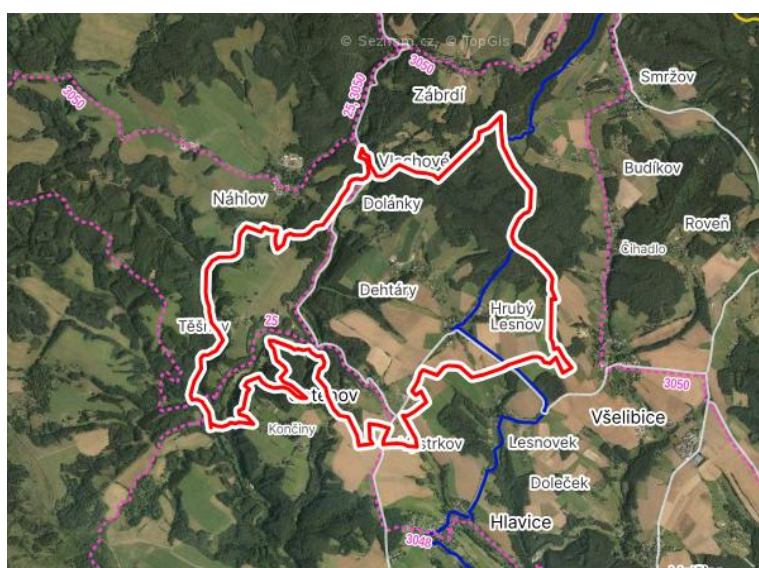 © Seznam.cz, © TopGis
3050
Smržov
3050
25, 3050
Zábrdí
Vlachové
Budíkov
Náhlov
Dolánky
Roveň
Čihadlo
Dehtáry
Hrubý
Lesnov
25
3050
Všelibice
Končiny
Lesnovek
Doleček
Hlavice
3048